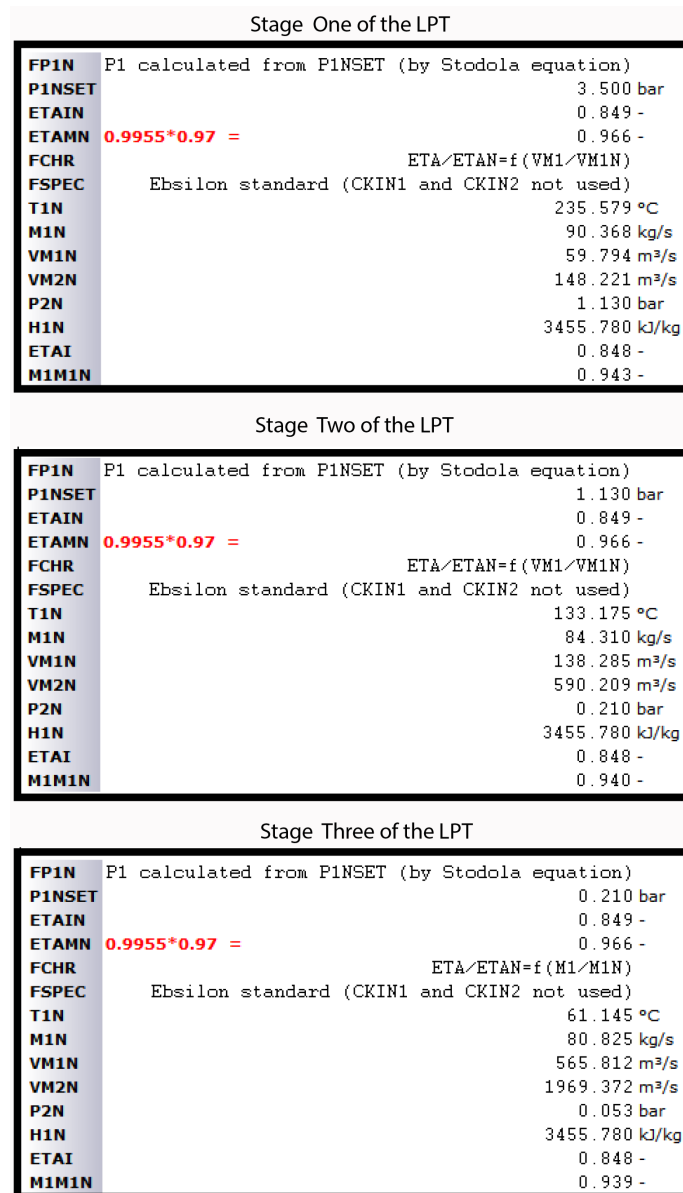 Stage One of the LPT
FP1N P1 calculated from P1NSET (by Stodola equation)
P1NSET 3.500 bar
ETAIN 0.849 -
ETAMN 0.9955*0.97 = 0.966 -
FCHR ETA/ETAN=f(VM1/VM1N)
FSPEC Ebsilon standard (CKIN1 and CKIN2 not used)
T1N 235.579 °C
M1N 90.368 kg/s
VM1N 59.794 m³/s
VM2N 148.221 m³/s
P2N 1.130 bar
H1N 3455.780 kJ/kg
ETAI 0.848 -
M1M1N 0.943 -
Stage Two of the LPT
FP1N P1 calculated from P1NSET (by Stodola equation)
P1NSET 1.130 bar
ETAIN 0.849 -
ETAMN 0.9955*0.97 = 0.966 -
FCHR ETA/ETAN=f(VM1/VM1N)
FSPEC Ebsilon standard (CKIN1 and CKIN2 not used)
T1N 133.175 °C
M1N 84.310 kg/s
VM1N 138.285 m³/s
VM2N 590.209 m³/s
P2N 0.210 bar
H1N 3455.780 kJ/kg
ETAI 0.848 -
M1M1N 0.940 -
Stage Three of the LPT
FP1N P1 calculated from P1NSET (by Stodola equation)
P1NSET 0.210 bar
ETAIN 0.849 -
ETAMN 0.9955*0.97 = 0.966 -
FCHR ETA/ETAN=f(M1/M1N)
FSPEC Ebsilon standard (CKIN1 and CKIN2 not used)
T1N 61.145 °C
M1N 80.825 kg/s
VM1N 565.812 m³/s
VM2N 1969.372 m³/s
P2N 0.053 bar
H1N 3455.780 kJ/kg
ETAI 0.848 -
M1M1N 0.939 -